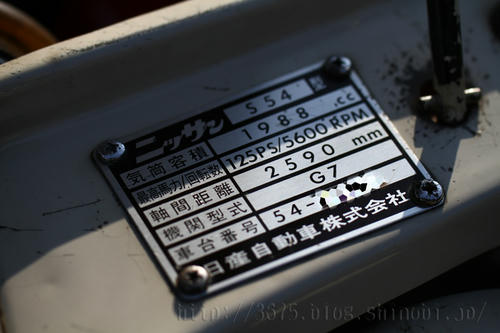 ニッサン S54 型
気筒容積 1988 .cc
最高馬力/回転数 125PS/5600RPM
軸間距離 2590 mm
機関型式 G7
車台番号 54-
日産自動車株式会社
http://3675.blog.shinobi.jp/